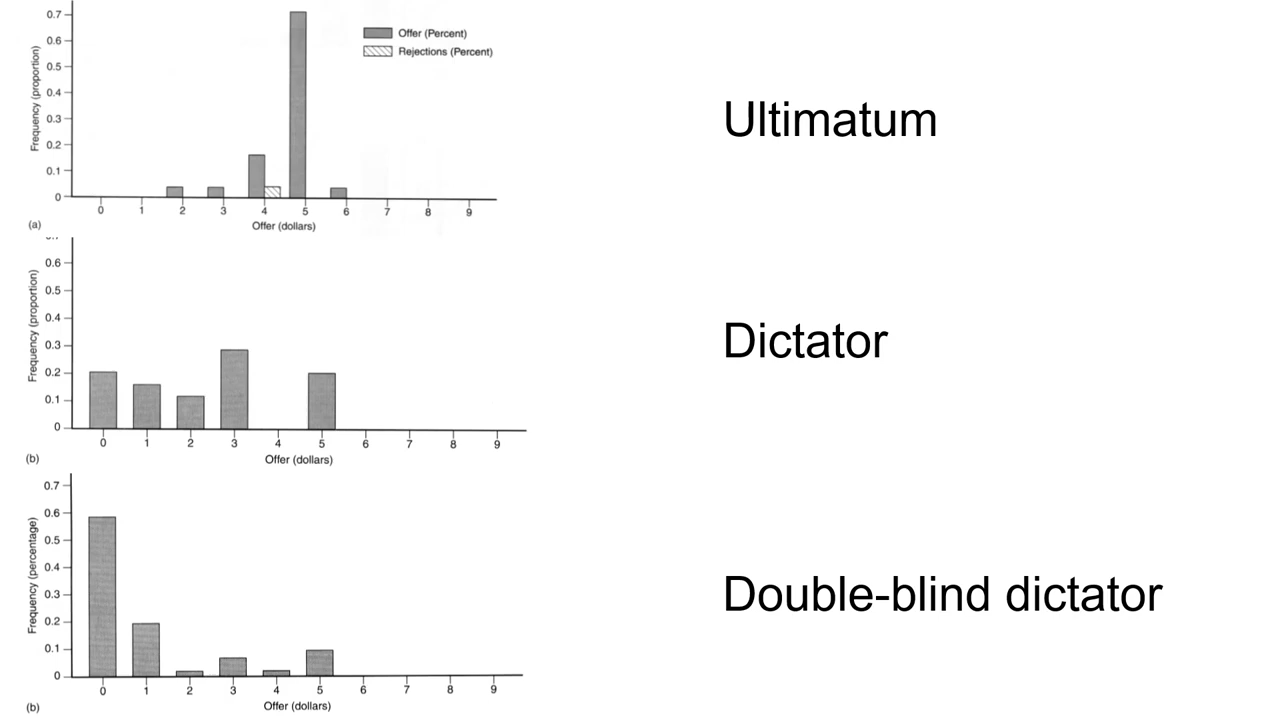 0.7
0.6
0.5
0.4
0.3
0.2
0.1
0
Frequency (proportion)
Offer (Percent)
Rejections (Percent)
0 1 2 3 4 5 6 7 8 9
Offer (dollars)
(a)
Ultimatum
0.6
0.5
0.4
0.3
0.2
0.1
0
Frequency (proportion)
0 1 2 3 4 5 6 7 8 9
Offer (dollars)
(b)
Dictator
0.7
0.6
0.5
0.4
0.3
0.2
0.1
0
Frequency (percentage)
0 1 2 3 4 5 6 7 8 9
Offer (dollars)
(b)
Double-blind dictator